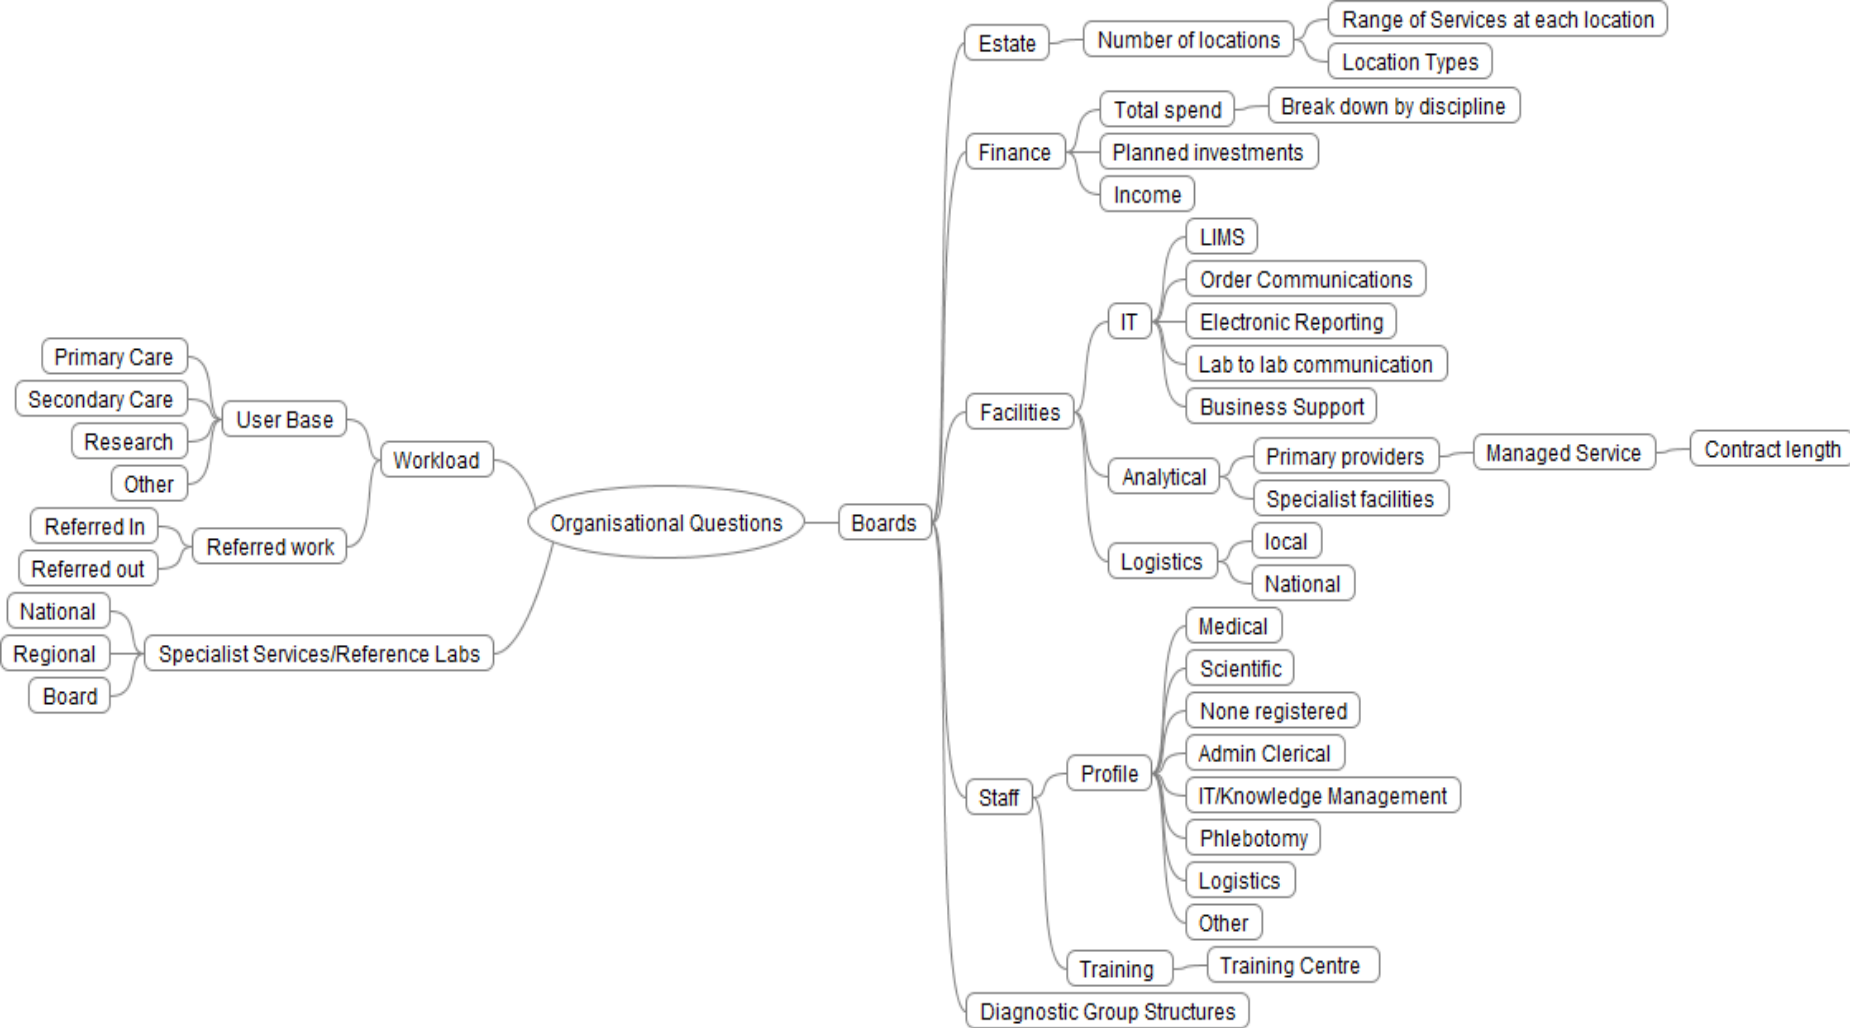 Organisational Questions
Workload
User Base
Primary Care
Secondary Care
Research
Other
Referred work
Referred In
Referred out
Specialist Services/Reference Labs
National
Regional
Board
Boards
Estate
Number of locations
Range of Services at each location
Location Types
Finance
Total spend
Break down by discipline
Planned investments
Income
Facilities
IT
LIMS
Order Communications
Electronic Reporting
Lab to lab communication
Business Support
Analytical
Primary providers
Managed Service
Contract length
Specialist facilities
Logistics
local
National
Staff
Profile
Medical
Scientific
None registered
Admin Clerical
IT/Knowledge Management
Phlebotomy
Logistics
Other
Training
Training Centre
Diagnostic Group Structures